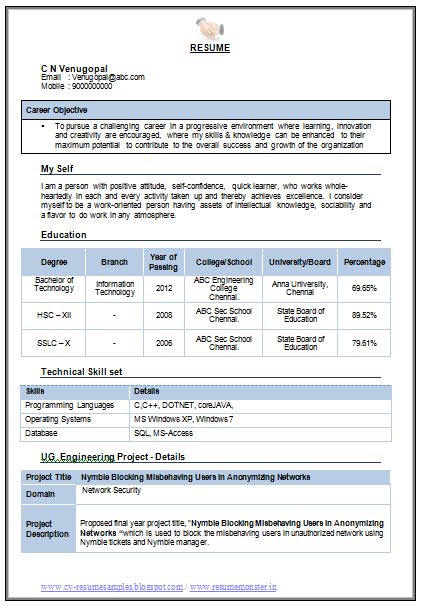 RESUME
C N Venugopal
Email : Venugopal@abc.com
Mobile : 9000000000
Career Objective
• To pursue a challenging career in a progressive environment where learning, innovation
and creativity are encouraged, where my skills & knowledge can be enhanced to their
maximum potential to contribute to the overall success and growth of the organization
My Self
I am a person with positive attitude, self-confidence, quick learner, who works whole-
heartedly in each and every activity taken up and thereby achieves excellence. I consider
myself to be a work-oriented person having assets of intellectual knowledge, sociability and
a flavor to do work in any atmosphere.
Education
Degree Branch Year of Passing College/School University/Board Percentage
Bachelor of Technology Information Technology 2012 ABC Engineering College Chennai. Anna University, Chennai 69.65%
HSC – XII - 2008 ABC Sec School Chennai. State Board of Education 89.52%
SSLC – X - 2006 ABC Sec School Chennai. State Board of Education 79.61%
Technical Skill set
Skills Details
Programming Languages C,C++, DOTNET, coreJAVA,
Operating Systems MS Windows XP, Windows 7
Database SQL, MS-Access
UG. Engineering Project - Details
Project Title Nymble Blocking Misbehaving Users in Anonymizing Networks
Domain Network Security
Project Description Proposed final year project title, "Nymble Blocking Misbehaving Users in Anonymizing
Networks "which is used to block the misbehaving users in unauthorized network using
Nymble tickets and Nymble manager.
www.cv-resumesamples.blogspot.com / www.resumemonster.in